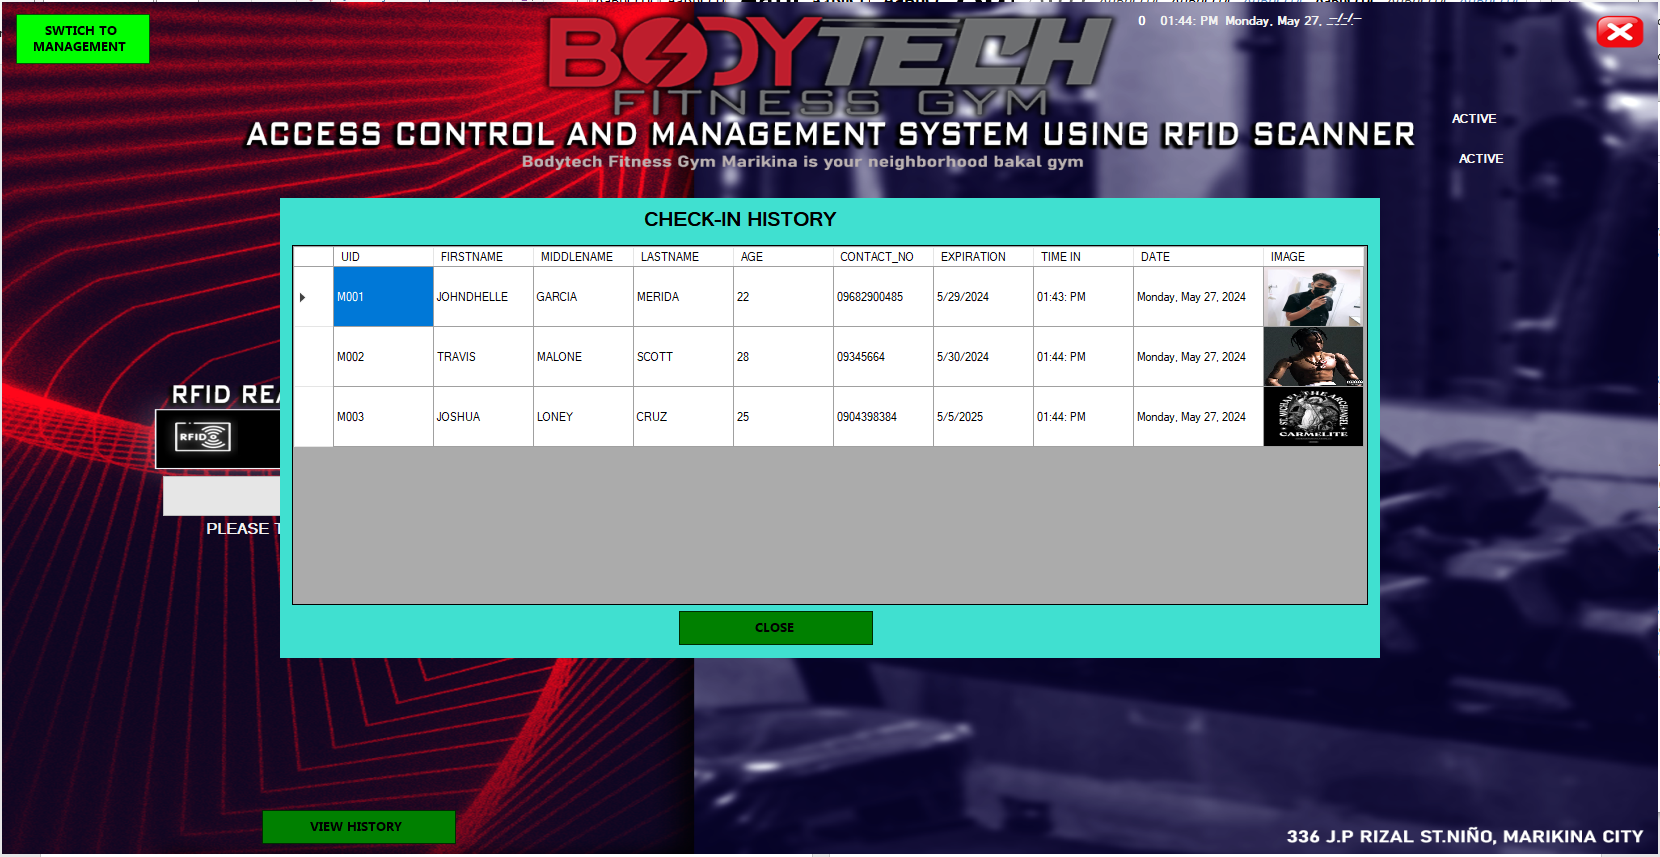 SWTICH TO
MANAGEMENT
BODYTECH
FITNESS GYM
0 01:44: PM Monday, May 27,
ACCESS CONTROL AND MANAGEMENT SYSTEM USING RFID SCANNER
Bodytech Fitness Gym Marikina is your neighborhood bakal gym
ACTIVE
ACTIVE
CHECK-IN HISTORY
UID FIRSTNAME MIDDLENAME LASTNAME AGE CONTACT_NO EXPIRATION TIME IN DATE IMAGE
M001 JOHNDHELLE GARCIA MERIDA 22 09682900485 5/29/2024 01:43: PM Monday, May 27, 2024
M002 TRAVIS MALONE SCOTT 28 09345664 5/30/2024 01:44: PM Monday, May 27, 2024
M003 JOSHUA LONEY CRUZ 25 0904398384 5/5/2025 01:44: PM Monday, May 27, 2024
ST. MICHAEL THE ARCHANGEL
CARMELITE
RFID REA
RFID
PLEASE T
CLOSE
VIEW HISTORY
336 J.P RIZAL ST.NIÑO, MARIKINA CITY